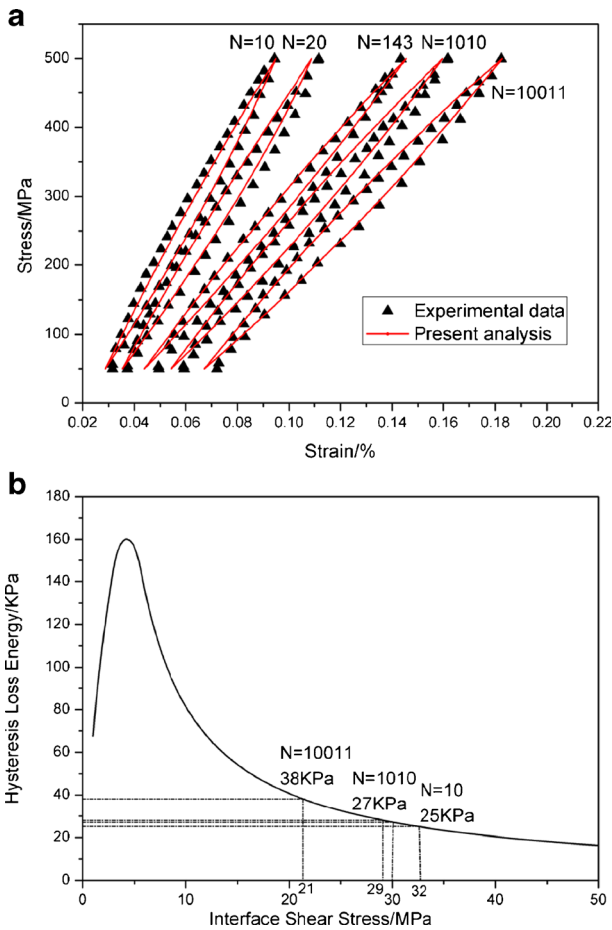 a
N=10 N=20 N=143 N=1010
N=10011
500
400
300
200
100
0
Stress/MPa
Experimental data
Present analysis
0.02 0.04 0.06 0.08 0.10 0.12 0.14 0.16 0.18 0.20 0.22
Strain/%
b
180
160
140
120
100
80
60
40
20
0
Hysteresis Loss Energy/KPa
N=10011
38KPa
N=1010
27KPa
N=10
25KPa
21 29 32
0 10 20 30 40 50
Interface Shear Stress/MPa